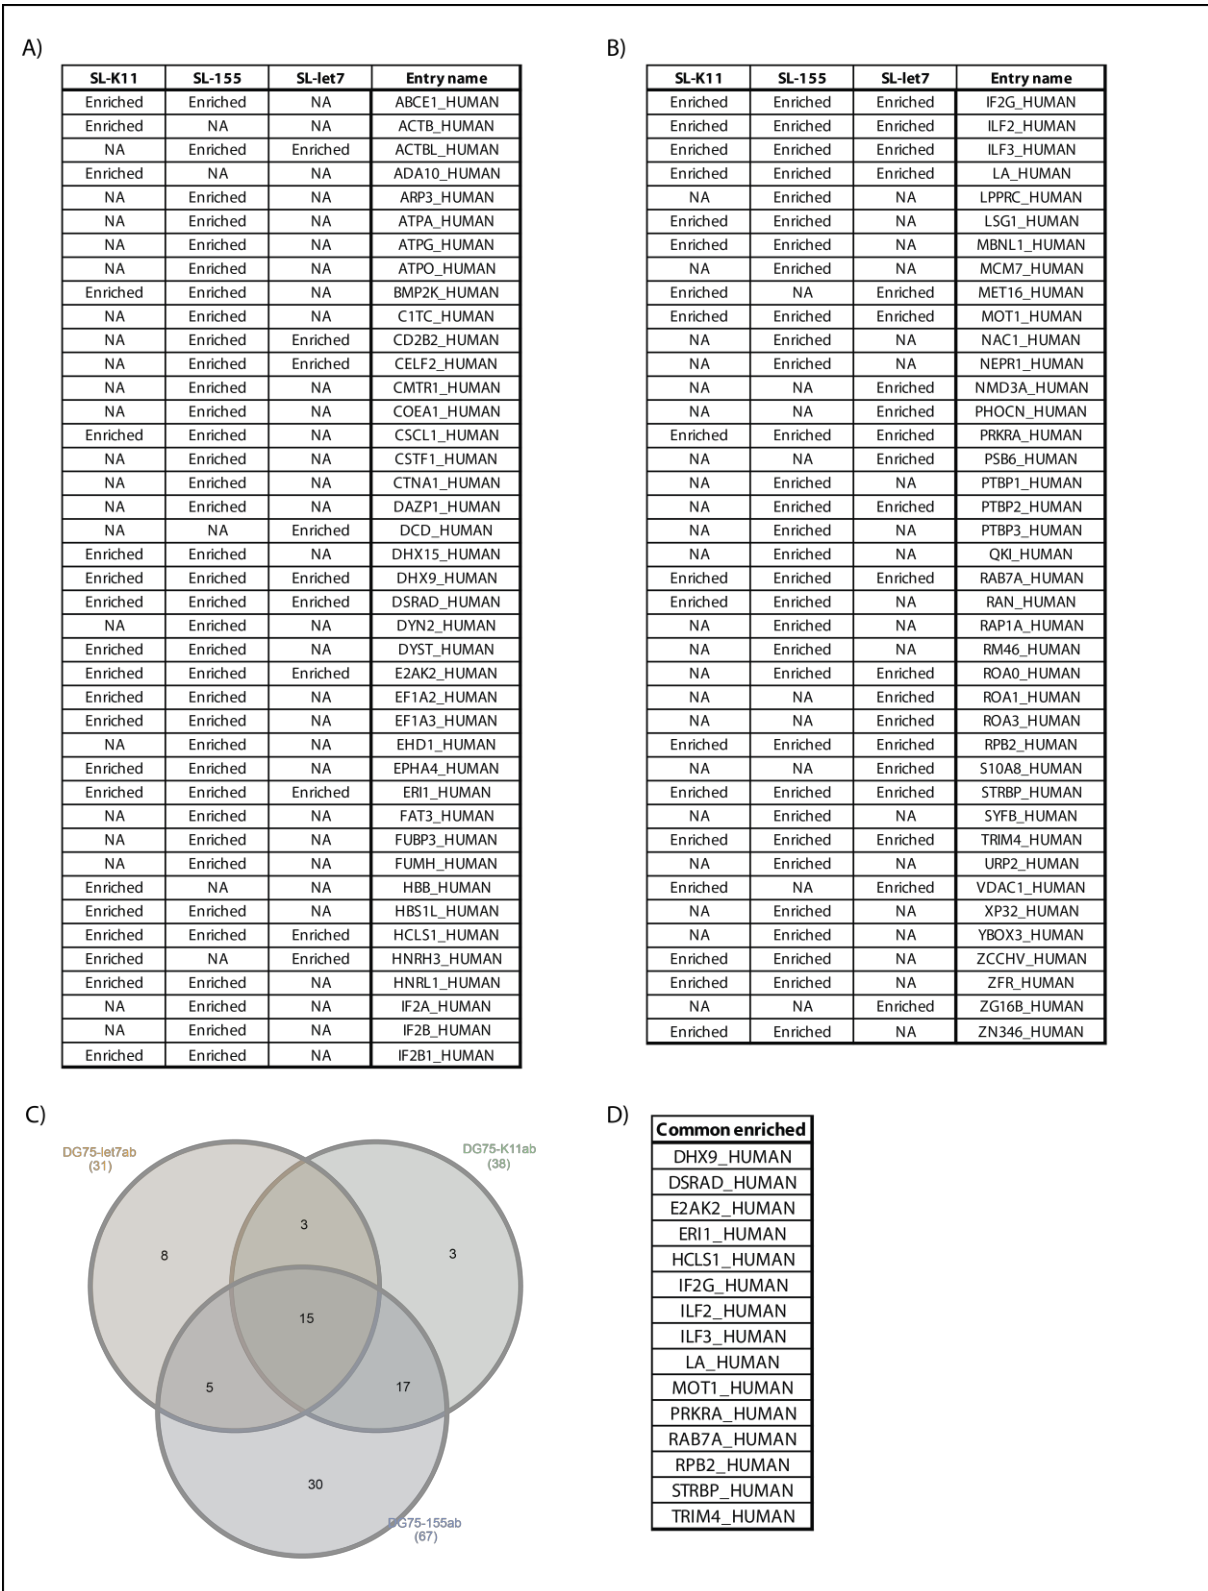 A)
SL-K11 SL-155 SL-let7 Entry name
Enriched Enriched NA ABCE1_HUMAN
Enriched NA NA ACTB_HUMAN
NA Enriched Enriched ACTBL_HUMAN
Enriched NA NA ADA10_HUMAN
NA Enriched NA ARP3_HUMAN
NA Enriched NA ATPA_HUMAN
NA Enriched NA ATPG_HUMAN
NA Enriched NA ATPO_HUMAN
Enriched Enriched NA BMP2K_HUMAN
NA Enriched NA C1TC_HUMAN
NA Enriched Enriched CD2B2_HUMAN
NA Enriched Enriched CELF2_HUMAN
NA Enriched NA CMTR1_HUMAN
NA Enriched NA COEA1_HUMAN
Enriched Enriched NA CSCL1_HUMAN
NA Enriched NA CSTF1_HUMAN
NA Enriched NA CTNA1_HUMAN
NA Enriched NA DAZP1_HUMAN
NA NA Enriched DCD_HUMAN
Enriched Enriched NA DHX15_HUMAN
Enriched Enriched Enriched DHX9_HUMAN
Enriched Enriched Enriched DSRAD_HUMAN
NA Enriched NA DYN2_HUMAN
Enriched Enriched NA DYST_HUMAN
Enriched Enriched Enriched E2AK2_HUMAN
Enriched Enriched NA EF1A2_HUMAN
Enriched Enriched NA EF1A3_HUMAN
NA Enriched NA EHD1_HUMAN
Enriched Enriched NA EPHA4_HUMAN
Enriched Enriched Enriched ERI1_HUMAN
NA Enriched NA FAT3_HUMAN
NA Enriched NA FUBP3_HUMAN
NA Enriched NA FUMH_HUMAN
Enriched NA NA HBB_HUMAN
Enriched Enriched NA HBS1L_HUMAN
Enriched Enriched Enriched HCLS1_HUMAN
Enriched NA Enriched HNRH3_HUMAN
Enriched Enriched NA HNRL1_HUMAN
NA Enriched NA IF2A_HUMAN
NA Enriched NA IF2B_HUMAN
Enriched Enriched NA IF2B1_HUMAN
B)
SL-K11 SL-155 SL-let7 Entry name
Enriched Enriched Enriched IF2G_HUMAN
Enriched Enriched Enriched ILF2_HUMAN
Enriched Enriched Enriched ILF3_HUMAN
Enriched Enriched Enriched LA_HUMAN
NA Enriched NA LPPRC_HUMAN
Enriched Enriched NA LSG1_HUMAN
Enriched Enriched NA MBNL1_HUMAN
NA Enriched NA MCM7_HUMAN
Enriched NA Enriched MET16_HUMAN
Enriched Enriched Enriched MOT1_HUMAN
NA Enriched NA NAC1_HUMAN
NA Enriched NA NEPR1_HUMAN
NA NA Enriched NMD3A_HUMAN
NA NA Enriched PHOCN_HUMAN
Enriched Enriched Enriched PRKRA_HUMAN
NA NA Enriched PSB6_HUMAN
NA Enriched NA PTBP1_HUMAN
NA Enriched Enriched PTBP2_HUMAN
NA Enriched NA PTBP3_HUMAN
NA Enriched NA QKI_HUMAN
Enriched Enriched Enriched RAB7A_HUMAN
Enriched Enriched NA RAN_HUMAN
NA Enriched NA RAP1A_HUMAN
NA Enriched NA RM46_HUMAN
NA Enriched Enriched ROA0_HUMAN
NA NA Enriched ROA1_HUMAN
NA NA Enriched ROA3_HUMAN
Enriched Enriched Enriched RPB2_HUMAN
NA NA Enriched S10A8_HUMAN
Enriched Enriched Enriched STRBP_HUMAN
NA Enriched NA SYFB_HUMAN
Enriched Enriched Enriched TRIM4_HUMAN
NA Enriched NA URP2_HUMAN
Enriched NA Enriched VDAC1_HUMAN
NA Enriched NA XP32_HUMAN
NA Enriched NA YBOX3_HUMAN
Enriched Enriched NA ZCCHV_HUMAN
Enriched Enriched NA ZFR_HUMAN
NA NA Enriched ZG16B_HUMAN
Enriched Enriched NA ZN346_HUMAN
C)
DG75-let7ab
(31)
DG75-K11ab
(38)
3
8
3
15
5
17
30
DG75-155ab
(67)
D)
Common enriched
DHX9_HUMAN
DSRAD_HUMAN
E2AK2_HUMAN
ERI1_HUMAN
HCLS1_HUMAN
IF2G_HUMAN
ILF2_HUMAN
ILF3_HUMAN
LA_HUMAN
MOT1_HUMAN
PRKRA_HUMAN
RAB7A_HUMAN
RPB2_HUMAN
STRBP_HUMAN
TRIM4_HUMAN